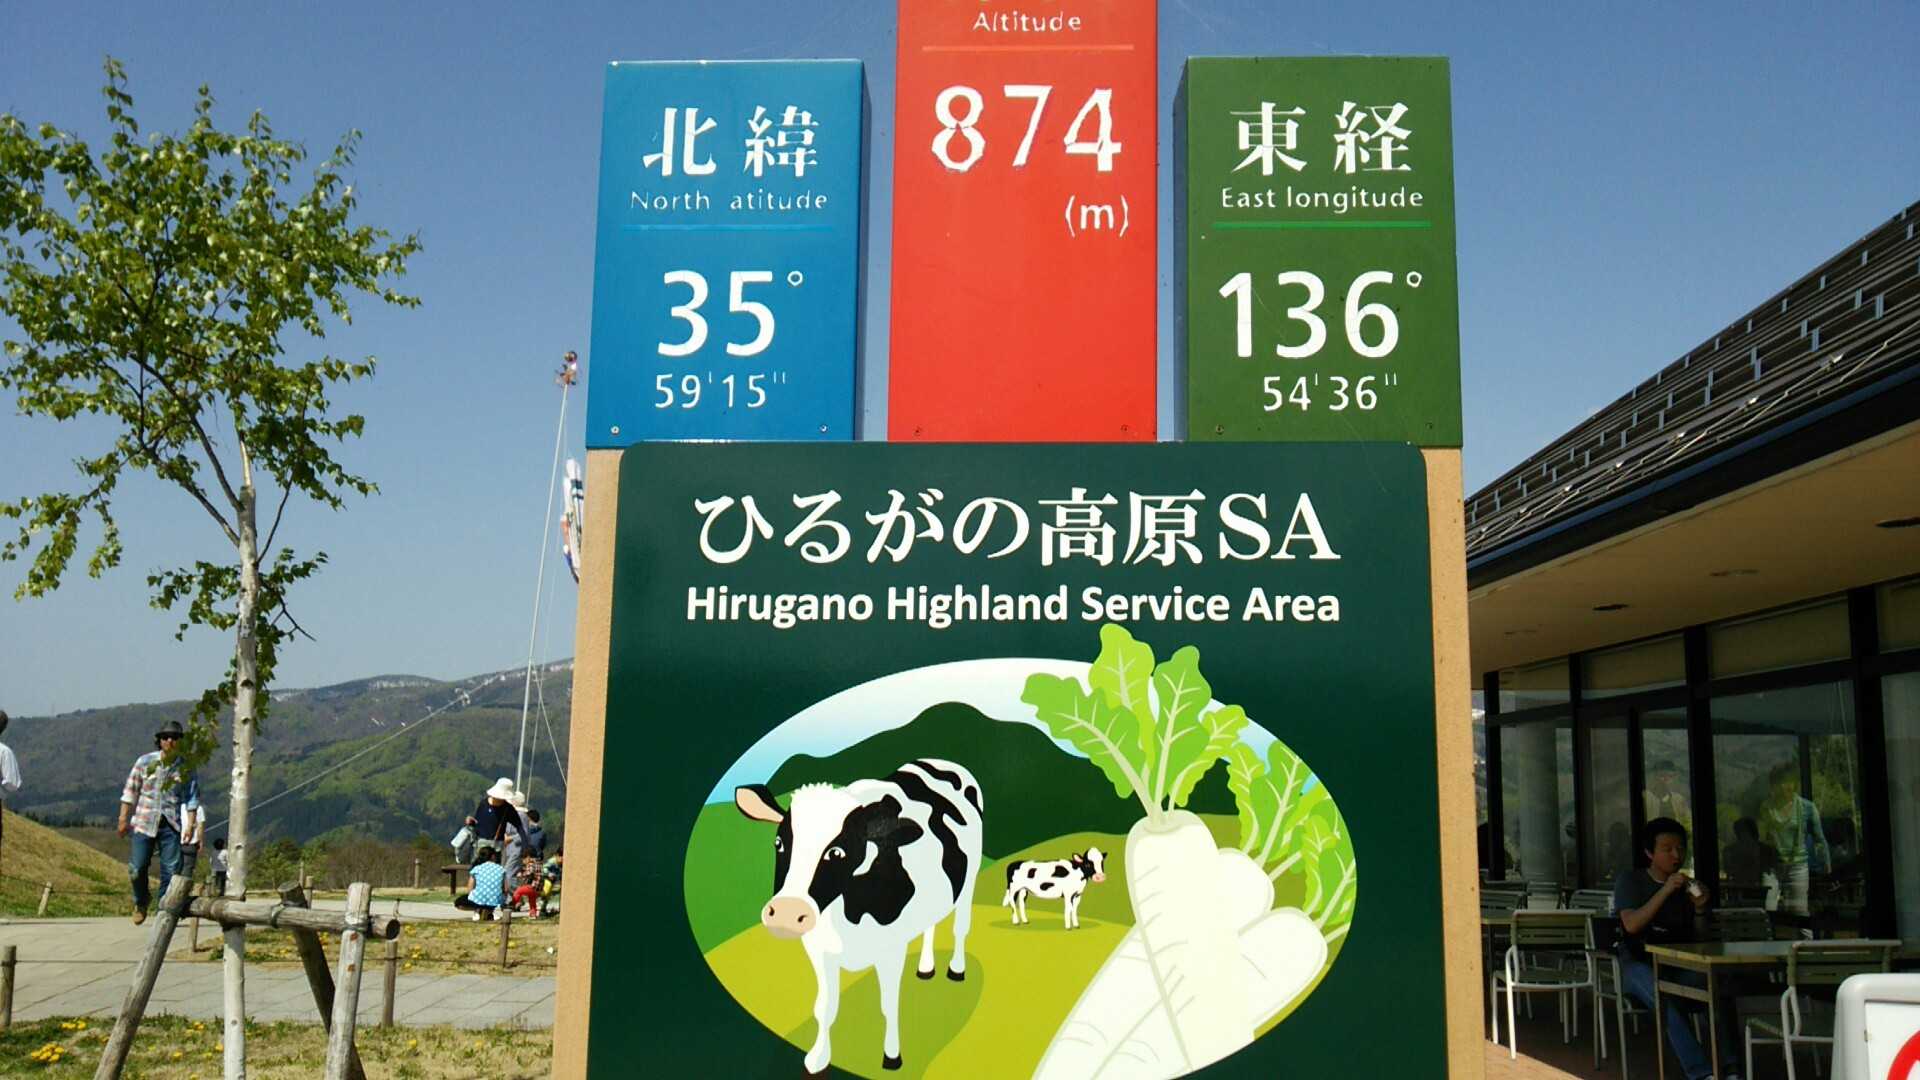 Altitude
874
(m)
北緯
North atitude
35°
59'15"
東経
East longitude
136°
54'36"
ひるがの高原SA
Hirugano Highland Service Area